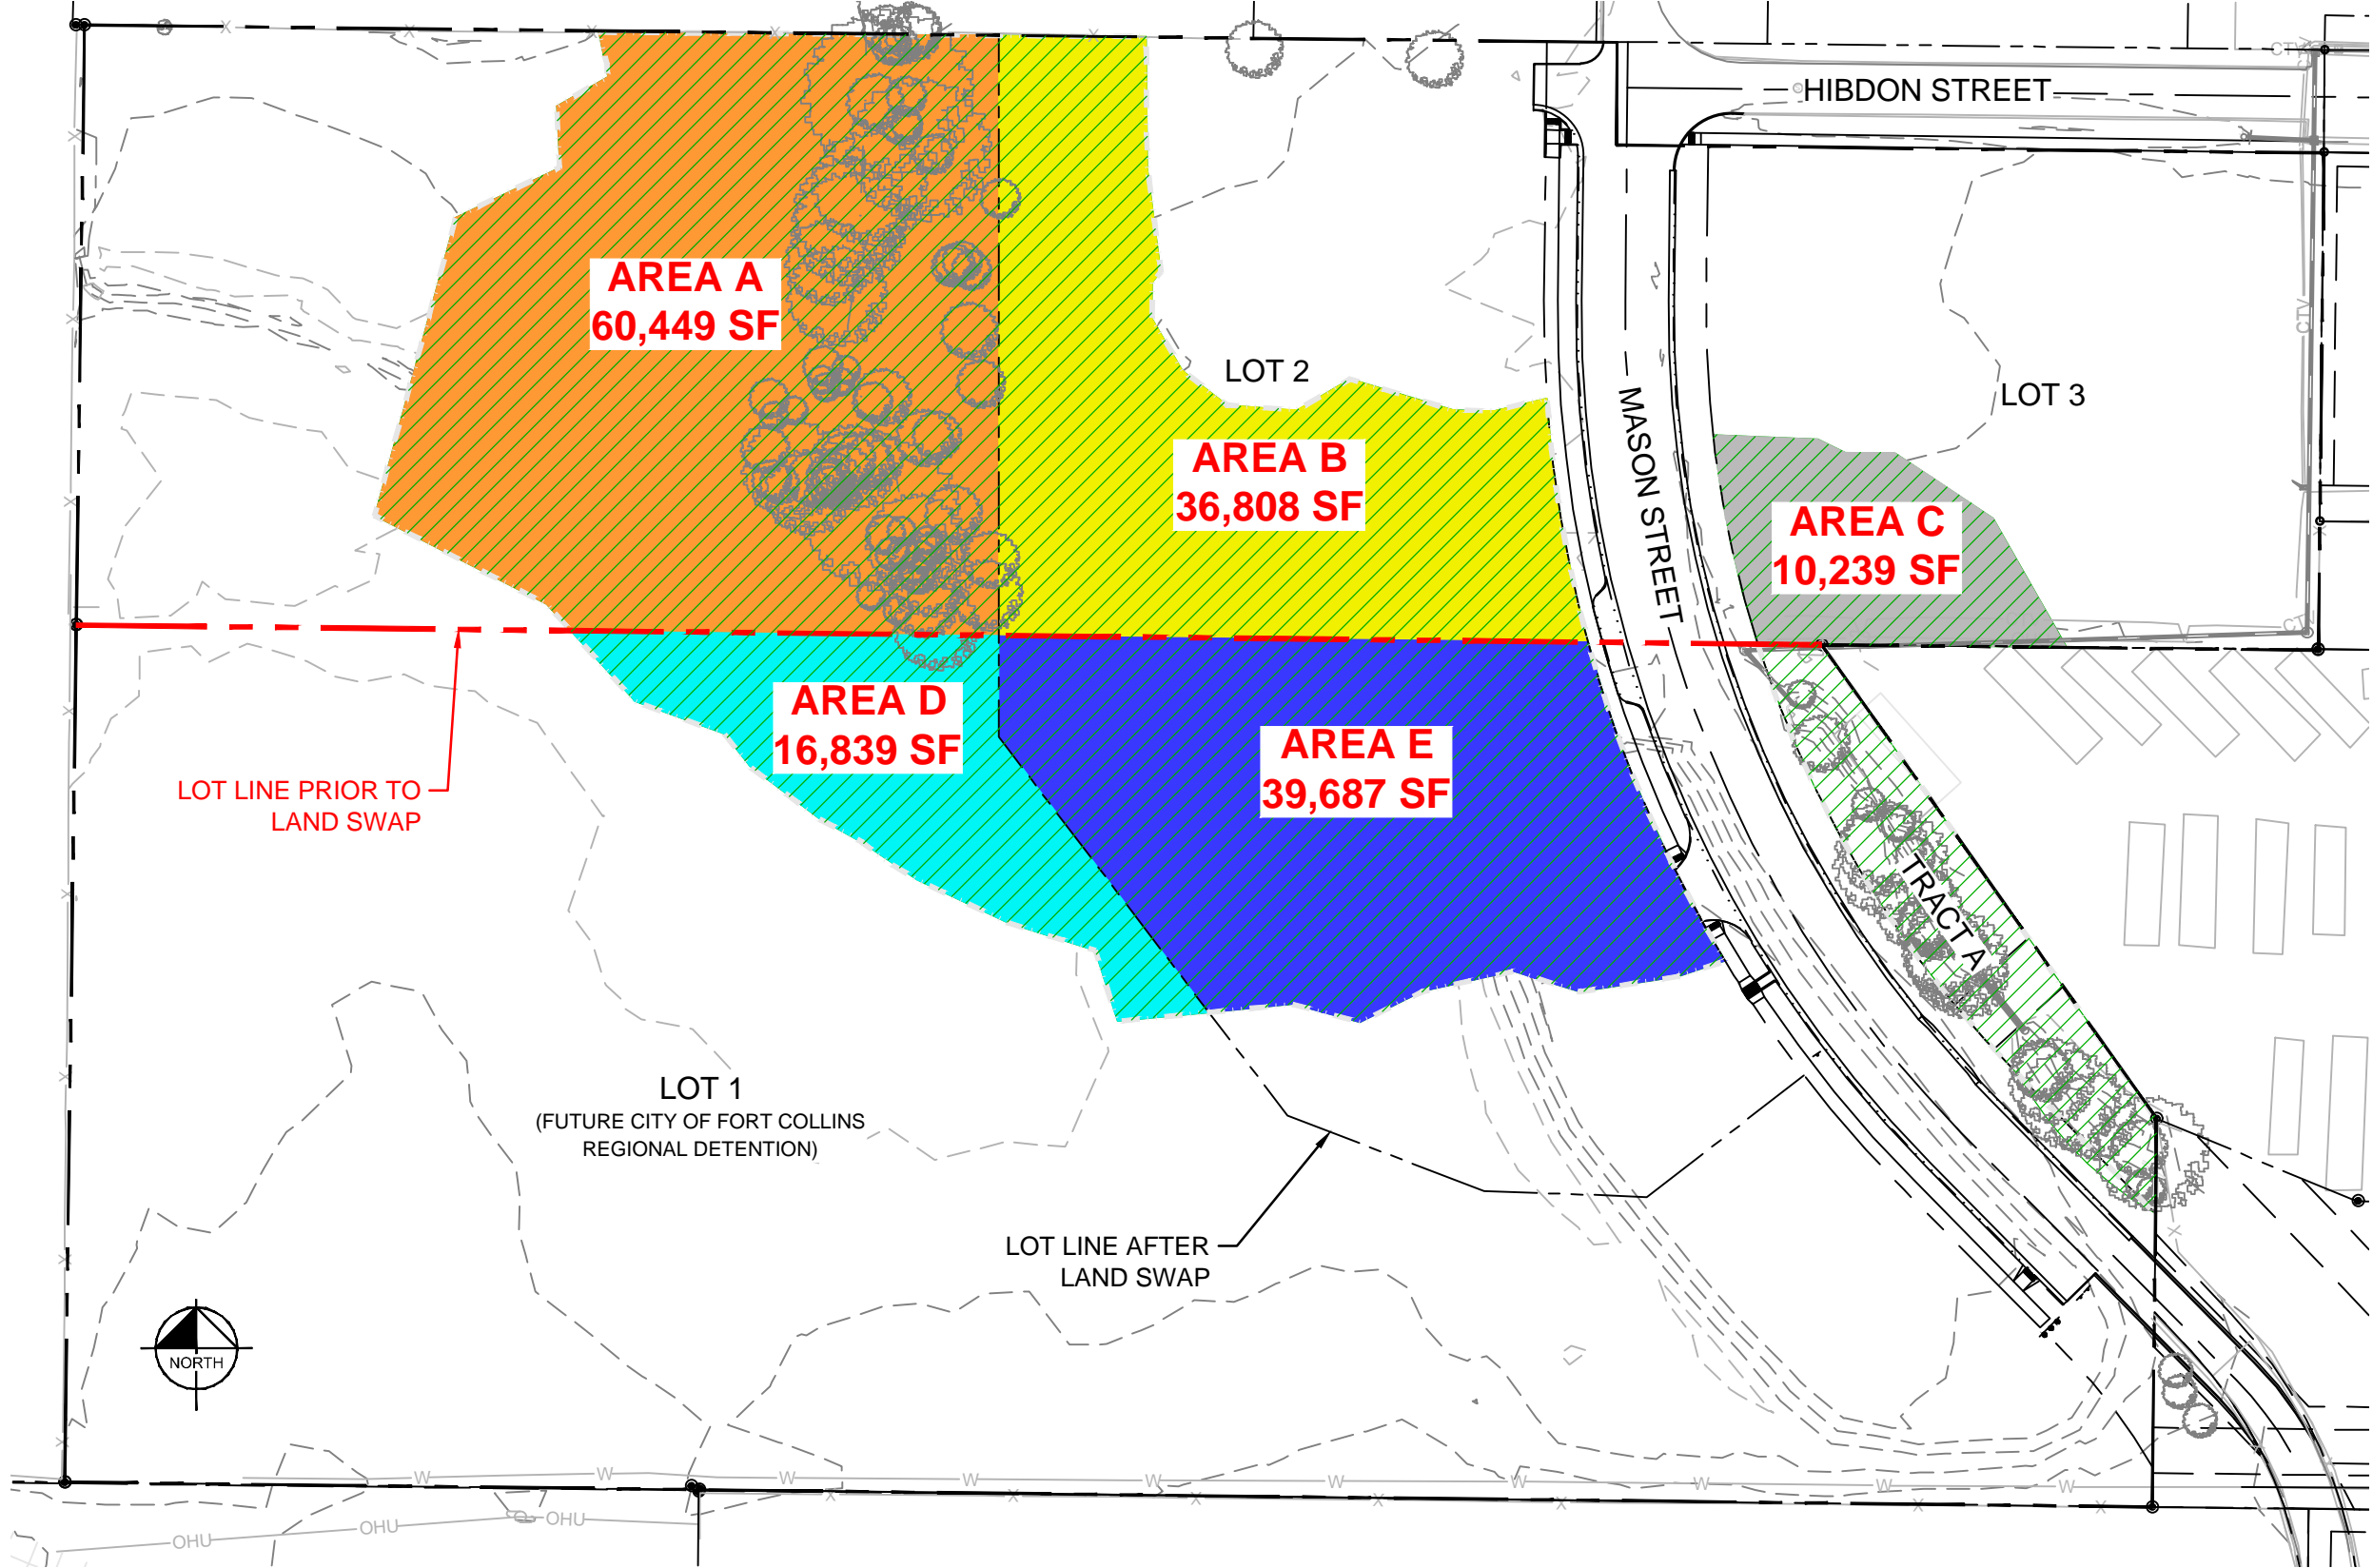 HIBDON STREET
CTV
AREA A
60,449 SF
CTV
LOT 2
LOT 3
MASON STREET
AREA B
36,808 SF
AREA C
10,239 SF
AREA D
16,839 SF
AREA E
39,687 SF
LOT LINE PRIOR TO
LAND SWAP
TRACT A
LOT 1
(FUTURE CITY OF FORT COLLINS
REGIONAL DETENTION)
LOT LINE AFTER
LAND SWAP
NORTH
W W W W W W W W W W
OHU OHU OHU